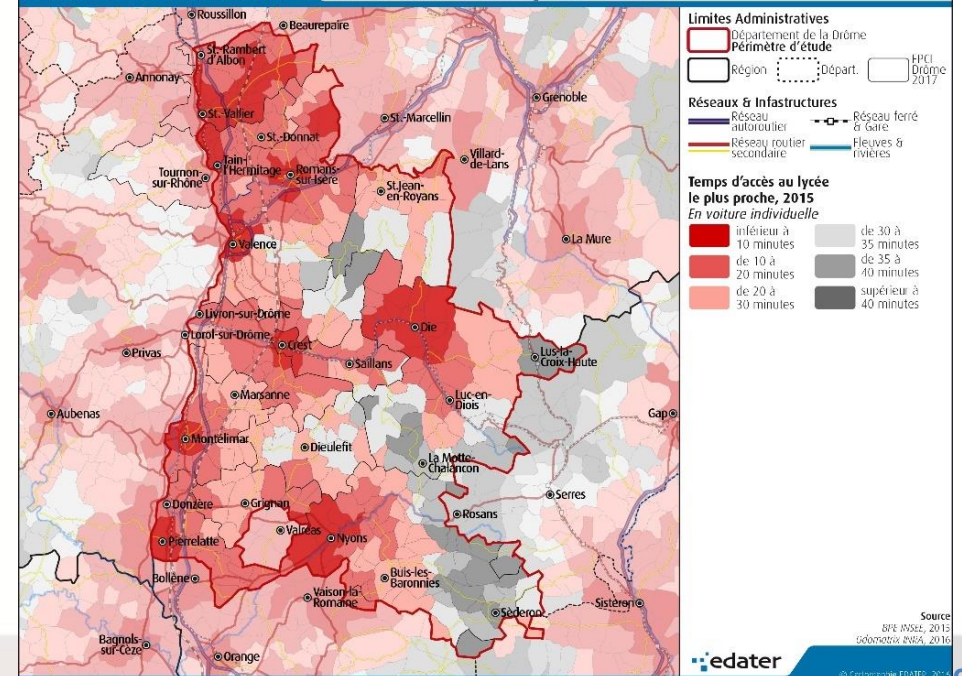 Roussillon
Beaurepaire
St.-Rambert
d'Albon
Annonay
Grenoble
St.-Vallier
St.-Marcellin
St.-Donnat
Villard-
de-Lans
Tain-
l'Hermitage
Romans-
sur-Isère
Tournon-
sur-Rhône
St.Jean-
en-Royans
Valence
La Mure
Livron-sur-Drôme
Lorol-sur-Drôme
Die
Privas
Crest
Lus-la-
Croix-Haute
Saillans
Marsanne
Luc-en-
Diois
Aubenas
Gap
Montélimar
Dieulefit
La Motte-
Chalancon
Serres
Donzère
Grignan
Rosans
Valréas
Pierrelatte
Nyons
Bollène
Buis-les-
Baronnies
Vaison-la-
Romaine
Sistéron
Séderon
Bagnols-
sur-Cèze
Orange
Limites Administratives
Département de la Drôme
Périmètre d'étude
Région
Départ.
EPCI
Drôme
2017
Réseaux & Infastructures
Réseau
autoroutier
Réseau ferré
& Gare
Réseau routier
secondaire
Fleuves &
rivières
Temps d'accès au lycée
le plus proche, 2015
En voiture individuelle
inférieur à
10 minutes
de 10 à
20 minutes
de 20 à
30 minutes
de 30 à
35 minutes
de 35 à
40 minutes
supérieur à
40 minutes
Source
BPE INSEE, 2015
Odomatrix INRA, 2016
edater
© Cartographie EDATER, 2016